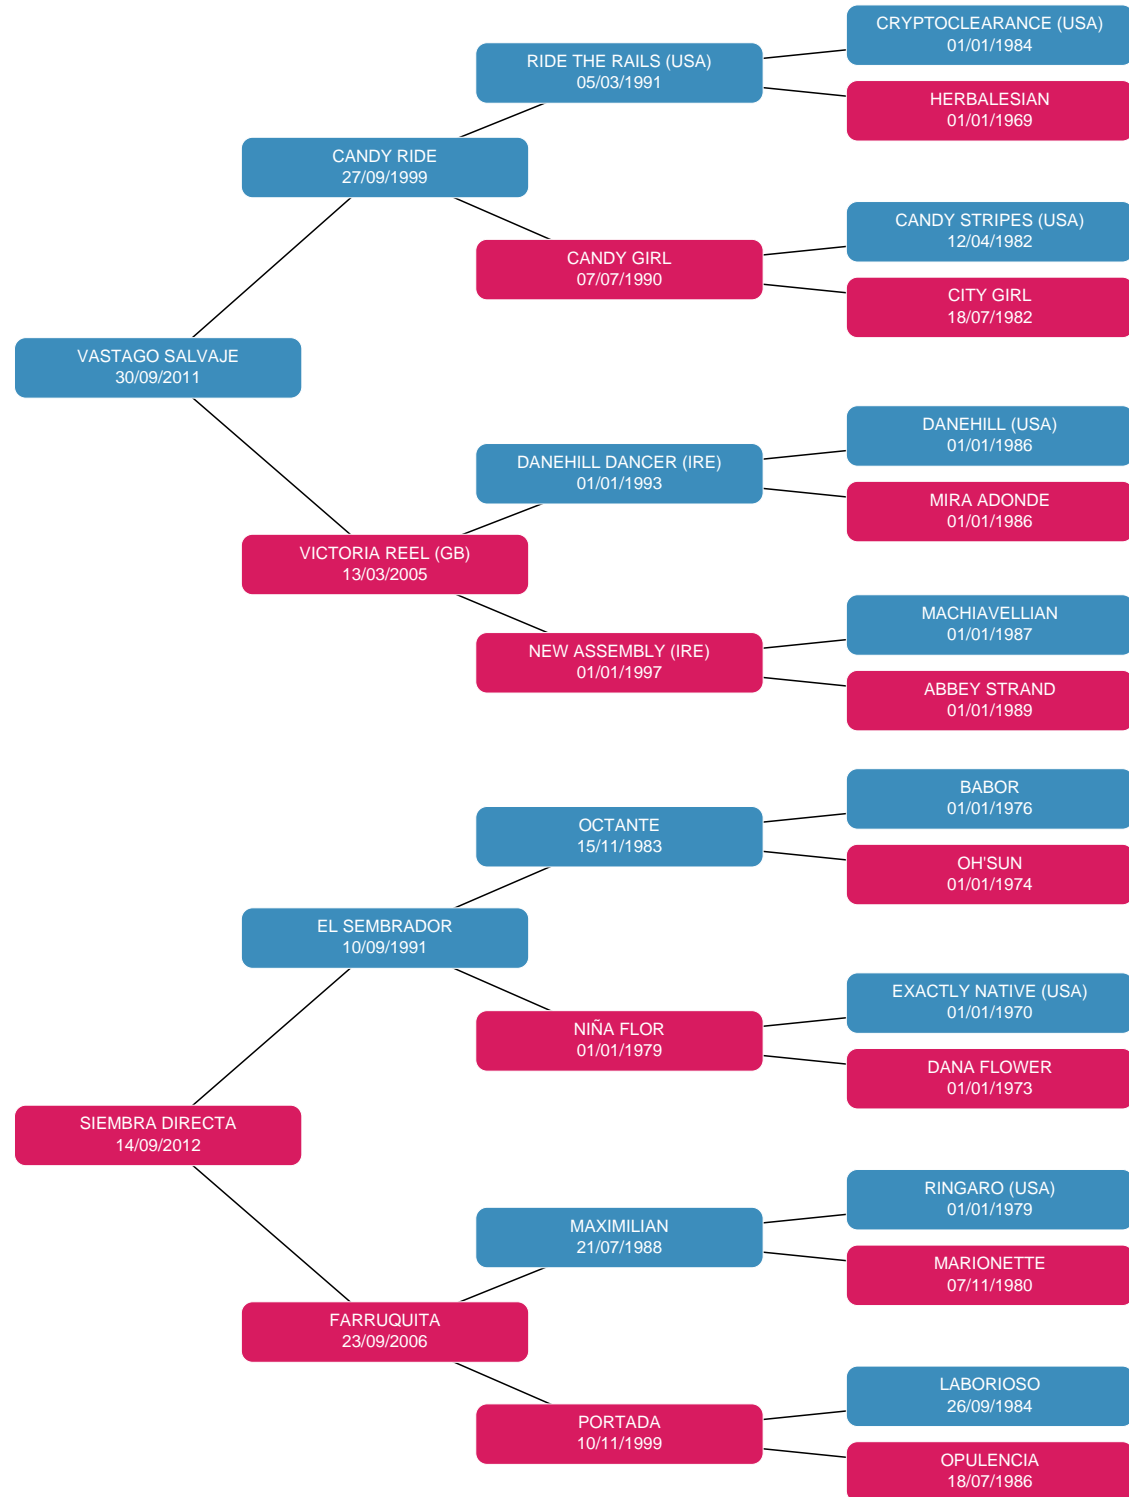 CRYPTOCLEARANCE (USA)
01/01/1984
RIDE THE RAILS (USA)
05/03/1991
HERBALESIAN
01/01/1969
CANDY RIDE
27/09/1999
CANDY STRIPES (USA)
12/04/1982
CANDY GIRL
07/07/1990
CITY GIRL
18/07/1982
VASTAGO SALVAJE
30/09/2011
DANEHILL (USA)
01/01/1986
DANEHILL DANCER (IRE)
01/01/1993
MIRA ADONDE
01/01/1986
VICTORIA REEL (GB)
13/03/2005
MACHIAVELLIAN
01/01/1987
NEW ASSEMBLY (IRE)
01/01/1997
ABBEY STRAND
01/01/1989
BABOR
01/01/1976
OCTANTE
15/11/1983
OH'SUN
01/01/1974
EL SEMBRADOR
10/09/1991
EXACTLY NATIVE (USA)
01/01/1970
NIÑA FLOR
01/01/1979
DANA FLOWER
01/01/1973
SIEMBRA DIRECTA
14/09/2012
RINGARO (USA)
01/01/1979
MAXIMILIAN
21/07/1988
MARIONETTE
07/11/1980
FARRUQUITA
23/09/2006
LABORIOSO
26/09/1984
PORTADA
10/11/1999
OPULENCIA
18/07/1986